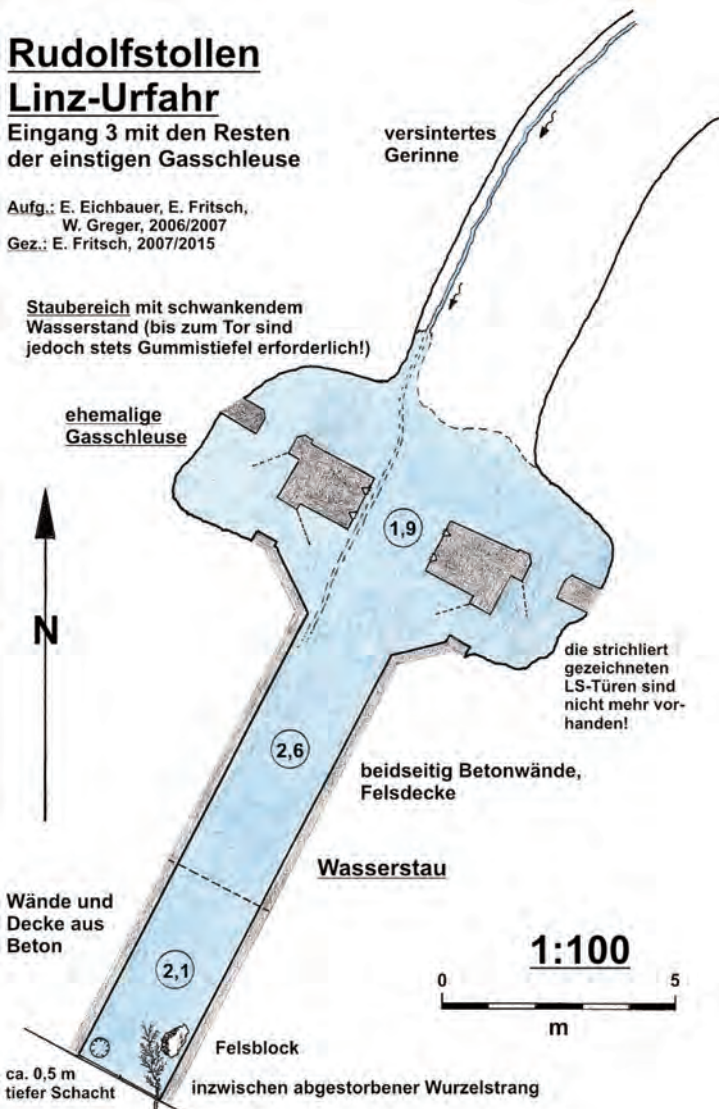 Rudolfstollen
Linz-Urfahr
Eingang 3 mit den Resten
der einstigen Gasschleuse
Aufg.: E. Eichbauer, E. Fritsch,
W. Greger, 2006/2007
Gez.: E. Fritsch, 2007/2015
versintertes
Gerinne
Staubereich mit schwankendem
Wasserstand (bis zum Tor sind
jedoch stets Gummistiefel erforderlich!)
ehemalige
Gasschleuse
1,9
N
die strichliert
gezeichneten
LS-Türen sind
nicht mehr vor-
handen!
2,6
beidseitig Betonwände,
Felsdecke
Wasserstau
Wände und
Decke aus
Beton
2,1
1:100
0 5
m
Felsblock
ca. 0,5 m
tiefer Schacht
inzwischen abgestorbener Wurzelstrang